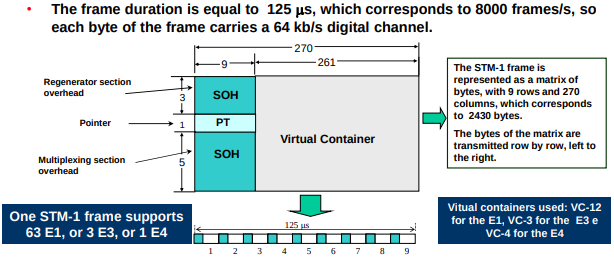 • The frame duration is equal to 125 µs, which corresponds to 8000 frames/s, so
each byte of the frame carries a 64 kb/s digital channel.
270
9
261
Regenerator section
overhead
3
SOH
Pointer
1
PT
Virtual Container
Multiplexing section
overhead
5
SOH
The STM-1 frame is
represented as a matrix of
bytes, with 9 rows and 270
columns, which corresponds
to 2430 bytes.
The bytes of the matrix are
transmitted row by row, left to
the right.
One STM-1 frame supports
63 E1, or 3 E3, or 1 E4
125 µs
1 2 3 4 5 6 7 8 9
Vitual containers used: VC-12
for the E1, VC-3 for the E3 e
VC-4 for the E4